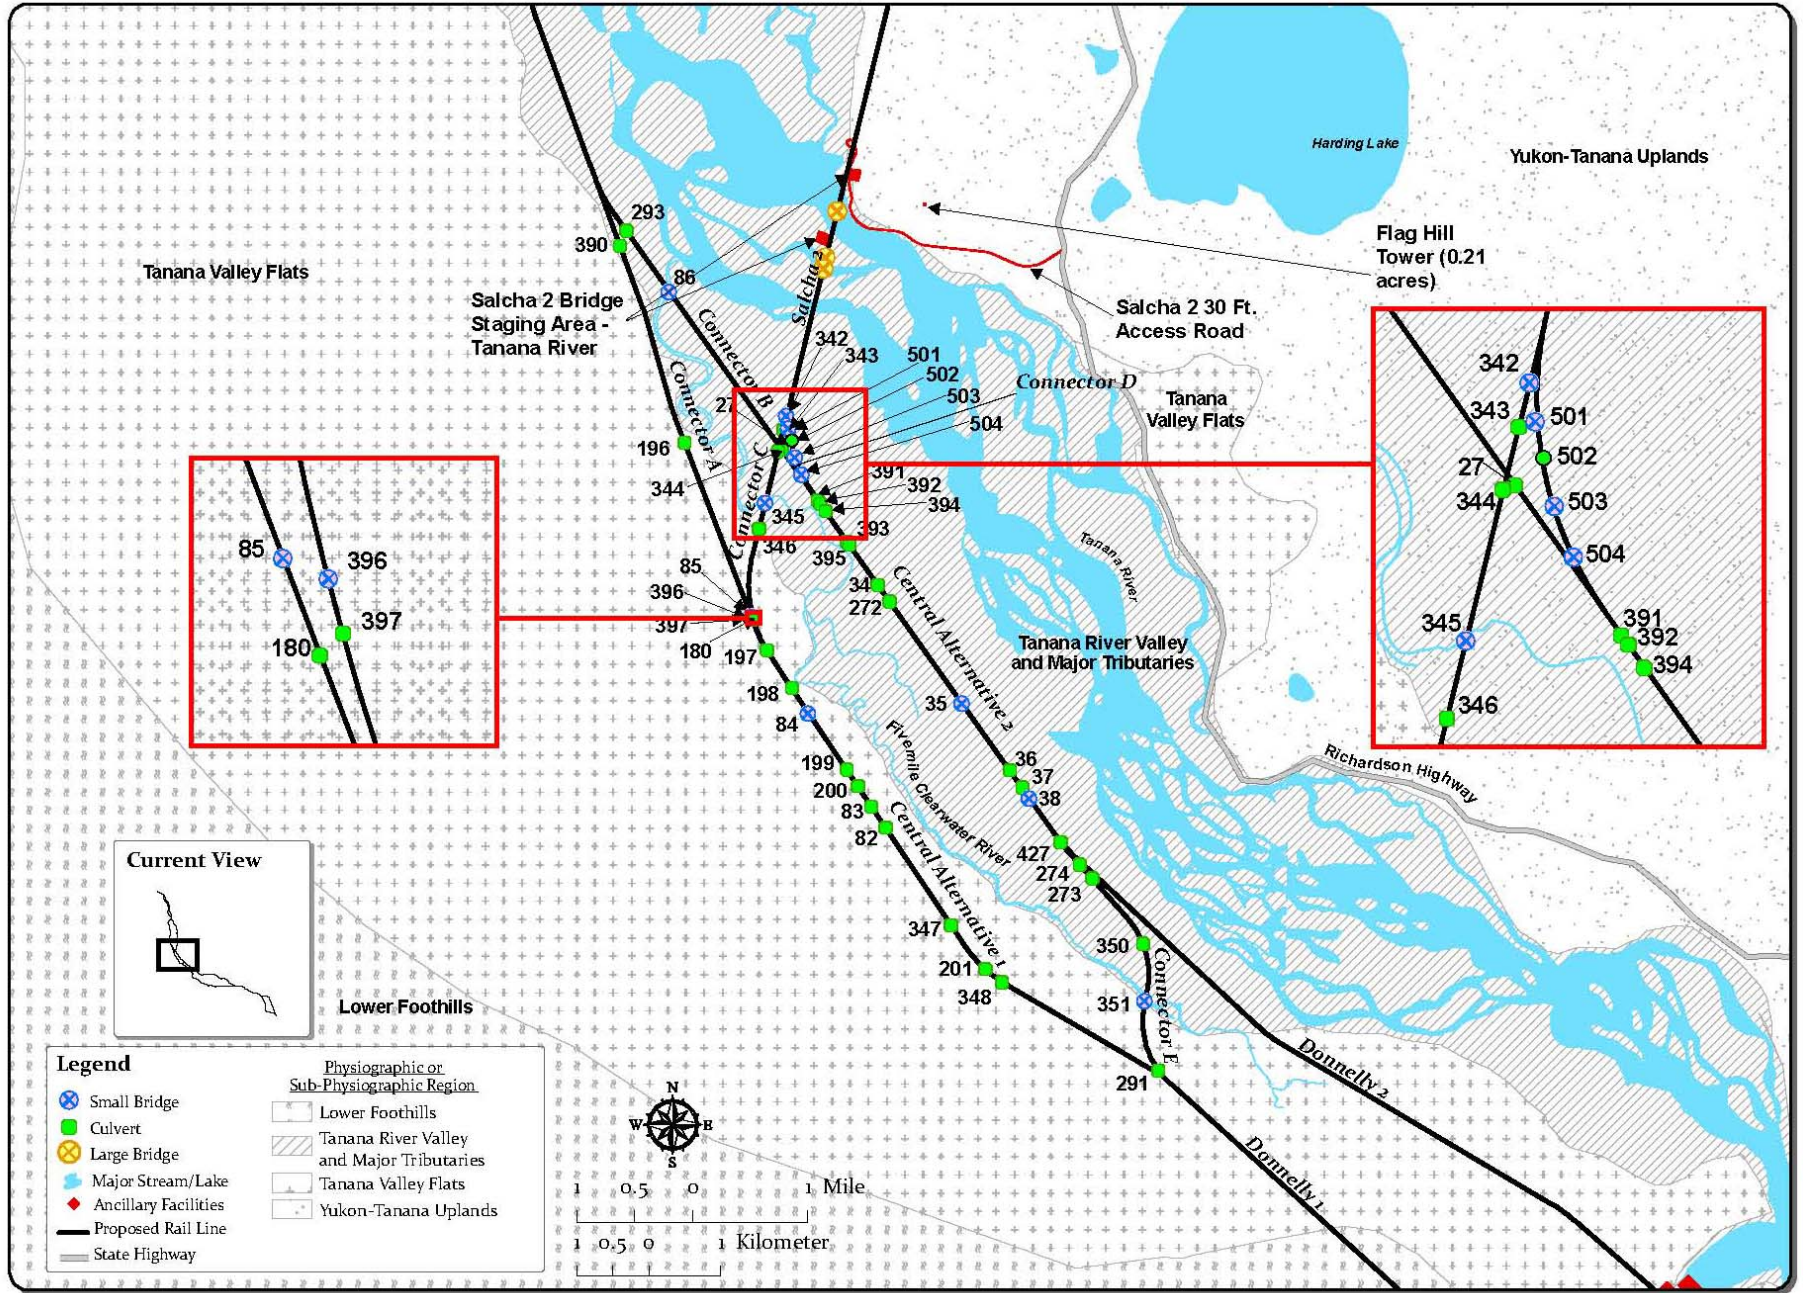 Harding Lake
Yukon-Tanana Uplands
293
390
Tanana Valley Flats
86
Salcha 2 Bridge
Staging Area -
Tanana River
Salcha 2
Flag Hill
Tower (0.21
acres)
Salcha 2 30 Ft.
Access Road
Connector B
Connector A
342
343
501
502
503
504
Connector D
Tanana
Valley Flats
27
196
344
Connector C
345
346
391
392
394
393
395
34
272
Central Alternative 2
Tanana River
Tanana River Valley
and Major Tributaries
85
396
397
180
197
198
84
35
199
200
83
82
Fivemile Clearwater River
Central Alternative 1
36
37
38
427
274
273
Richardson Highway
347
201
348
350
351
Connector E
291
Donnelly 2
Donnelly 1
85
396
397
180
342
343
501
502
27
344
503
504
345
391
392
394
346
Current View
Lower Foothills
Legend
Small Bridge
Culvert
Large Bridge
Major Stream/Lake
Ancillary Facilities
Proposed Rail Line
State Highway
Physiographic or
Sub-Physiographic Region
Lower Foothills
Tanana River Valley
and Major Tributaries
Tanana Valley Flats
Yukon-Tanana Uplands
N
W E
S
1 0.5 0 1 Mile
1 0.5 0 1 Kilometer